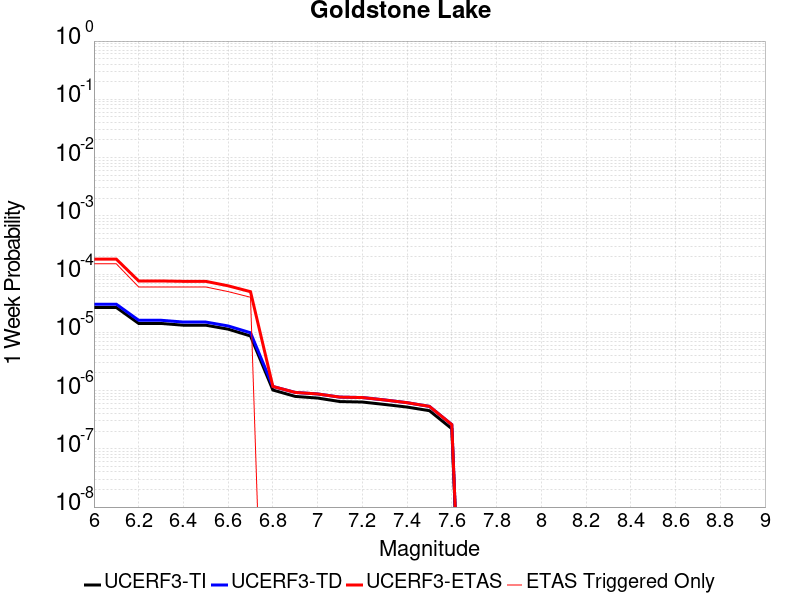 Goldstone Lake
1 Week Probability
10^0
10^-1
10^-2
10^-3
10^-4
10^-5
10^-6
10^-7
10^-8
6 6.2 6.4 6.6 6.8 7 7.2 7.4 7.6 7.8 8 8.2 8.4 8.6 8.8 9
Magnitude
UCERF3-TI UCERF3-TD UCERF3-ETAS ETAS Triggered Only